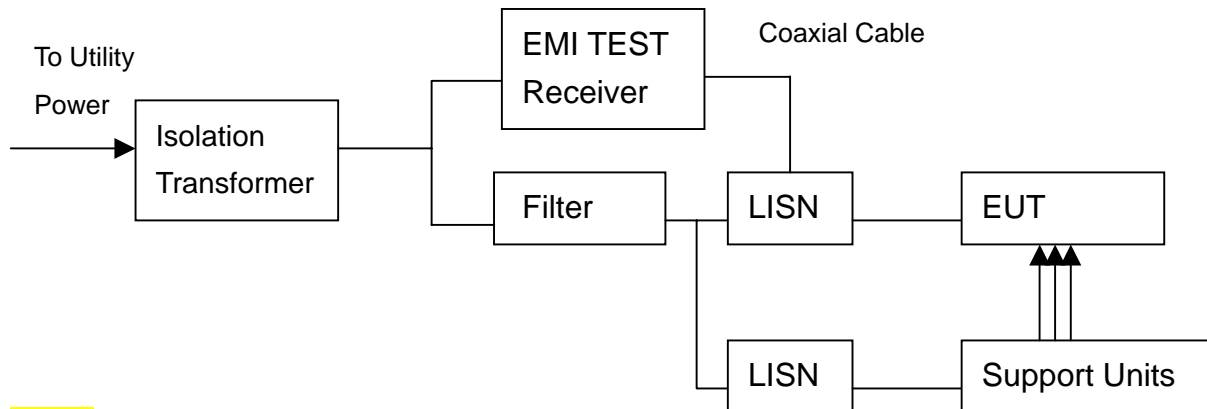 To Utility
Power
Isolation
Transformer
EMI TEST
Receiver
Coaxial Cable
Filter
LISN
EUT
LISN
Support Units